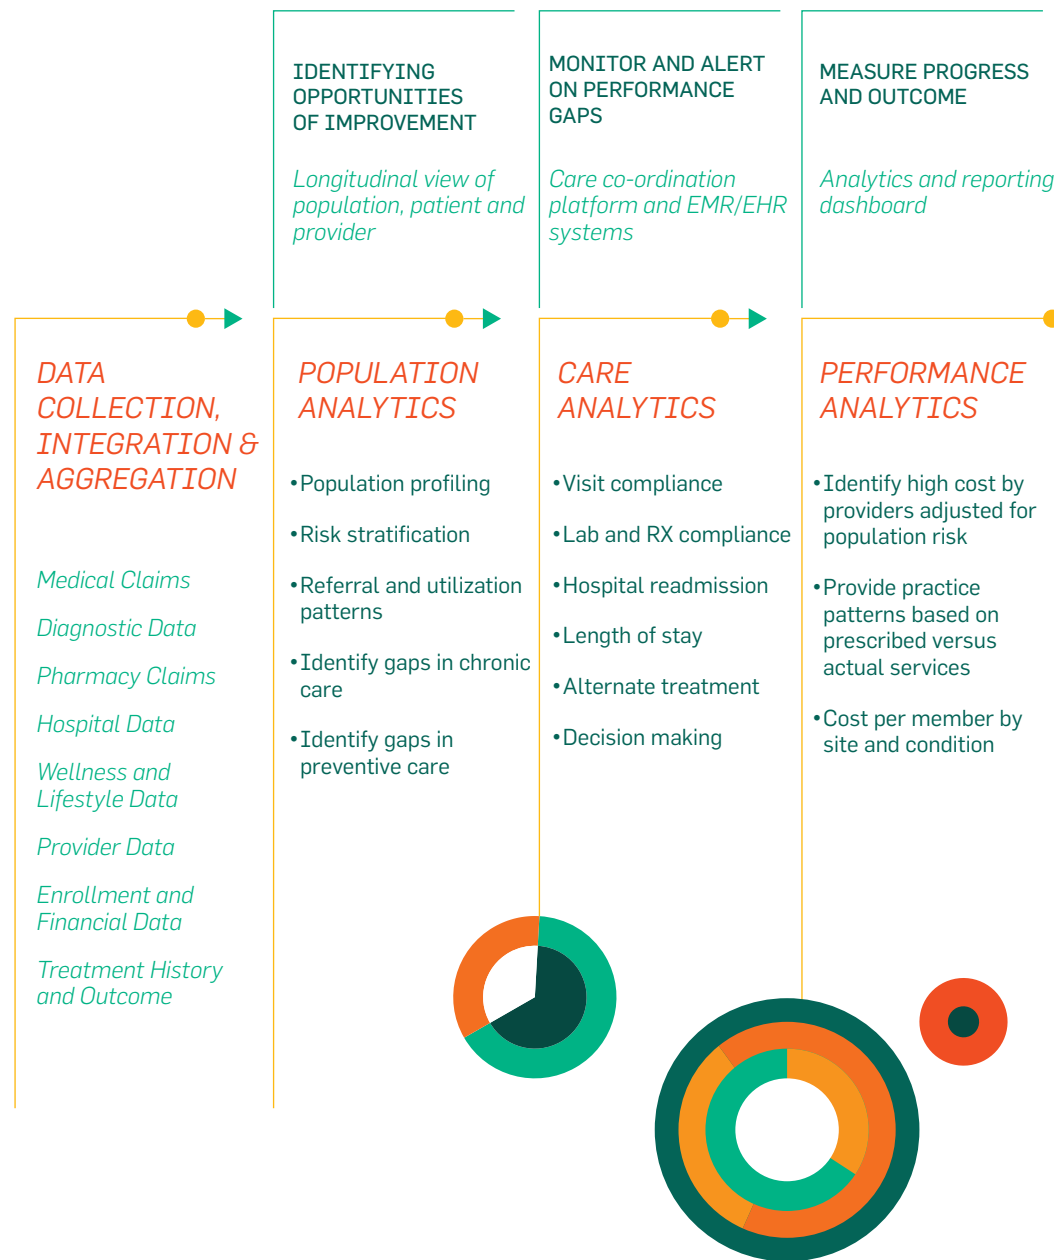 IDENTIFYING
OPPORTUNITIES
OF IMPROVEMENT
Longitudinal view of
population, patient and
provider
MONITOR AND ALERT
ON PERFORMANCE
GAPS
Care co-ordination
platform and EMR/EHR
systems
MEASURE PROGRESS
AND OUTCOME
Analytics and reporting
dashboard
DATA
COLLECTION,
INTEGRATION &
AGGREGATION
Medical Claims
Diagnostic Data
Pharmacy Claims
Hospital Data
Wellness and
Lifestyle Data
Provider Data
Enrollment and
Financial Data
Treatment History
and Outcome
POPULATION
ANALYTICS
•Population profiling
•Risk stratification
•Referral and utilization
patterns
•Identify gaps in chronic
care
•Identify gaps in
preventive care
CARE
ANALYTICS
•Visit compliance
•Lab and RX compliance
•Hospital readmission
•Length of stay
•Alternate treatment
•Decision making
PERFORMANCE
ANALYTICS
•Identify high cost by
providers adjusted for
population risk
•Provide practice
patterns based on
prescribed versus
actual services
•Cost per member by
site and condition